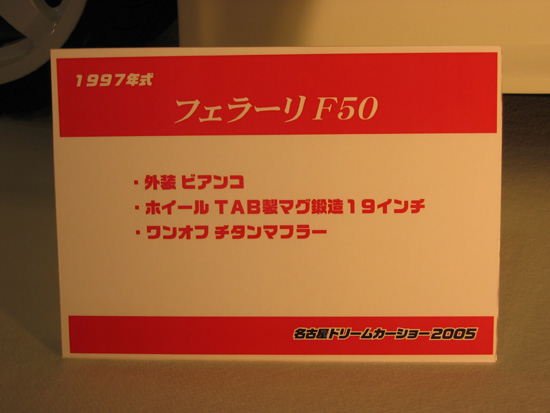 1997年式
フェラーリ F50
・外装 ビアンコ
・ホイール TAB製マグ鍛造19インチ
・ワンオフ チタンマフラー
名古屋ドリームカーショー2005